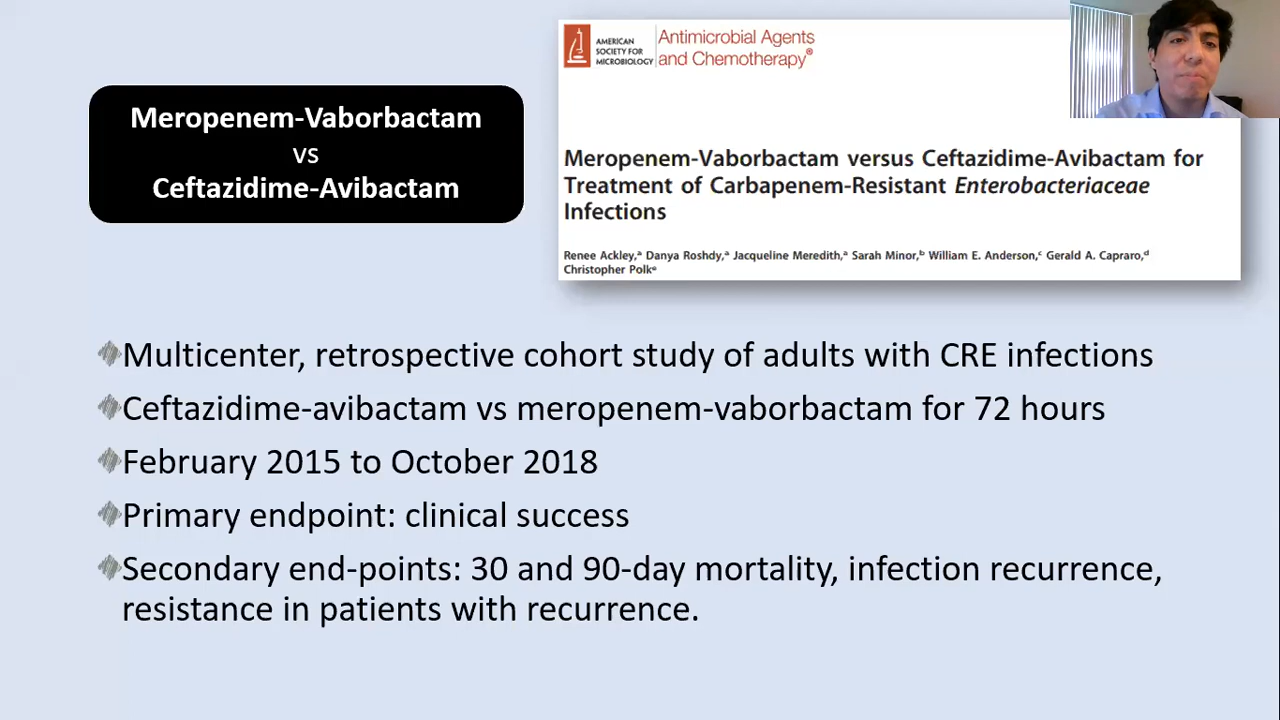 Meropenem-Vaborbactam
vs
Ceftazidime-Avibactam
AMERICAN
SOCIETY FOR
MICROBIOLOGY
Antimicrobial Agents
and Chemotherapy®
Meropenem-Vaborbactam versus Ceftazidime-Avibactam for
Treatment of Carbapenem-Resistant Enterobacteriaceae
Infections
Renee Ackley,ᵃ Danya Roshdy,ᵃ Jacqueline Meredith,ᵃ Sarah Minor,ᵇ William E. Anderson,ᶜ Gerald A. Capraro,ᵈ
Christopher Polkᵉ
Multicenter, retrospective cohort study of adults with CRE infections
Ceftazidime-avibactam vs meropenem-vaborbactam for 72 hours
February 2015 to October 2018
Primary endpoint: clinical success
Secondary end-points: 30 and 90-day mortality, infection recurrence,
resistance in patients with recurrence.